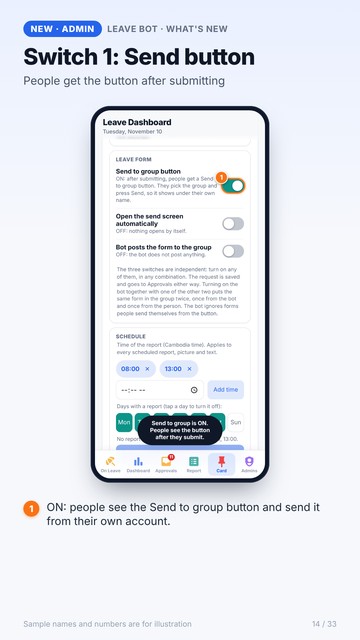 NEW · ADMIN LEAVE BOT · WHAT'S NEW
Switch 1: Send button
People get the button after submitting
Leave Dashboard
Tuesday, November 10
LEAVE FORM
Send to group button
ON: after submitting, people get a Send
to group button. They pick the group and
press Send, so it shows under their own
name.
1
Open the send screen
automatically
OFF: nothing opens by itself.
Bot posts the form to the group
OFF: the bot does not post anything.
The three switches are independent: turn on any
of them, in any combination. The request is saved
and goes to Approvals either way. Turning on the
bot together with one of the other two puts the
same form in the group twice, once from the bot
and once from the person. The bot ignores forms
people send themselves from the button.
SCHEDULE
Time of the report (Cambodia time). Applies to
every scheduled report, picture and text.
08:00 × 13:00 ×
--:-- -- Add time
Days with a report (tap a day to turn it off):
Mon Sun
No report 13:00.
Send to group is ON.
People see the button
after they submit.
On Leave Dashboard Approvals 11 Report Card Admins
1 ON: people see the Send to group button and send it
from their own account.
Sample names and numbers are for illustration 14 / 33